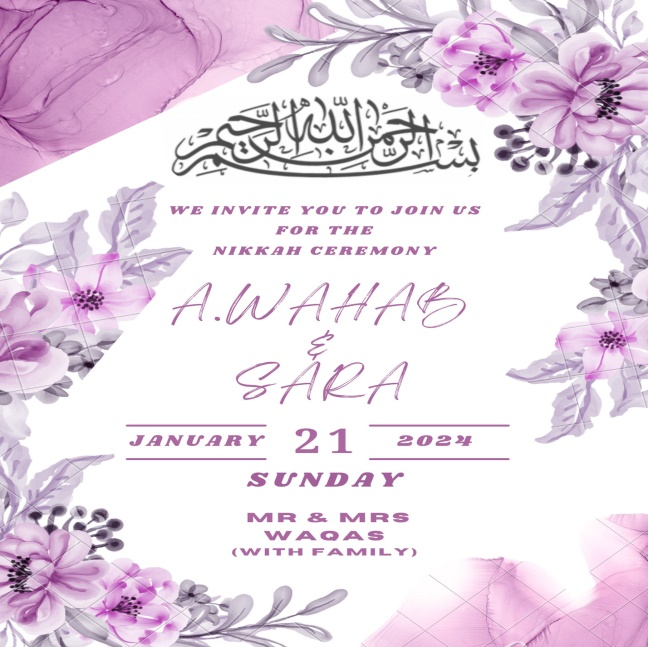 بسم الله الرحمن الرحيم
WE INVITE YOU TO JOIN US
FOR THE
NIKKAH CEREMONY
A.WAHAB
&
SARA
JANUARY 21 2024
SUNDAY
MR & MRS
WAQAS
(WITH FAMILY)